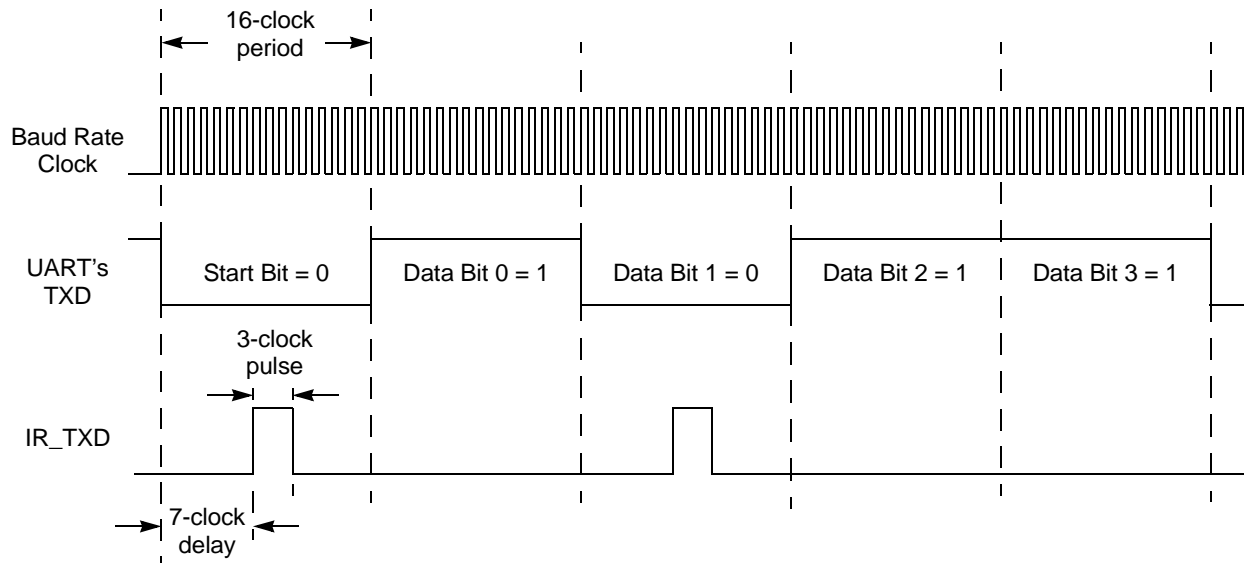 16-clock
period
Baud Rate
Clock
UART's
TXD
Start Bit = 0
Data Bit 0 = 1
Data Bit 1 = 0
Data Bit 2 = 1
Data Bit 3 = 1
3-clock
pulse
IR_TXD
7-clock
delay